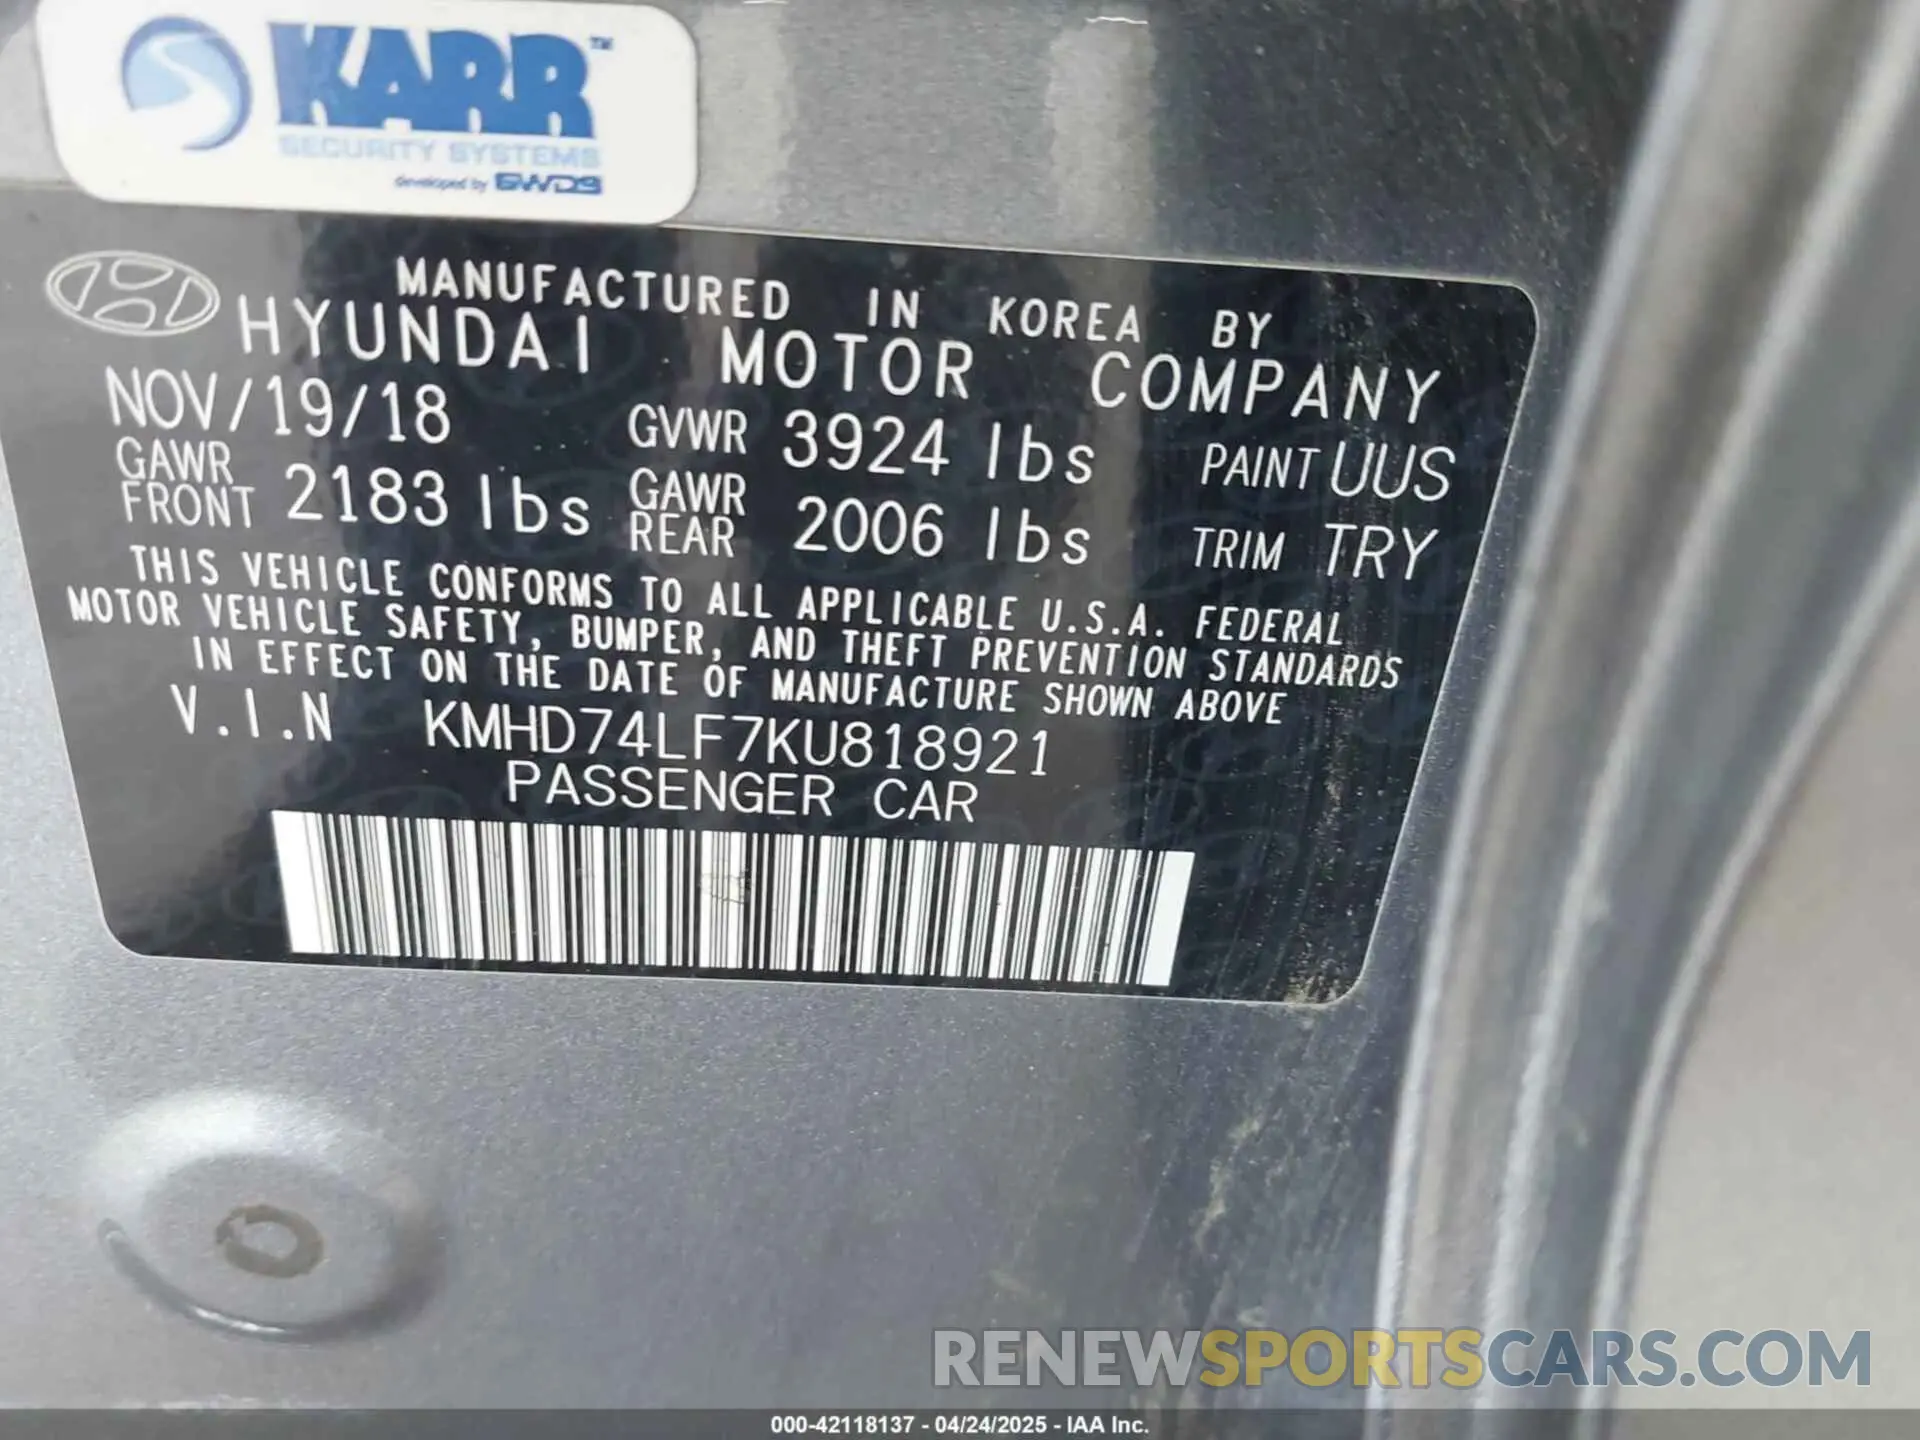 KARR™
SECURITY SYSTEMS
developed by SWDS
MANUFACTURED IN KOREA BY
HYUNDAI MOTOR COMPANY
NOV/19/18 GVWR 3924 lbs PAINT UUS
GAWR FRONT 2183 lbs GAWR REAR 2006 lbs TRIM TRY
THIS VEHICLE CONFORMS TO ALL APPLICABLE U.S.A. FEDERAL
MOTOR VEHICLE SAFETY, BUMPER, AND THEFT PREVENTION STANDARDS
IN EFFECT ON THE DATE OF MANUFACTURE SHOWN ABOVE
V.I.N KMHD74LF7KU818921
PASSENGER CAR
RENEWSPORTSCARS.COM
000-42118137 - 04/24/2025 - IAA Inc.